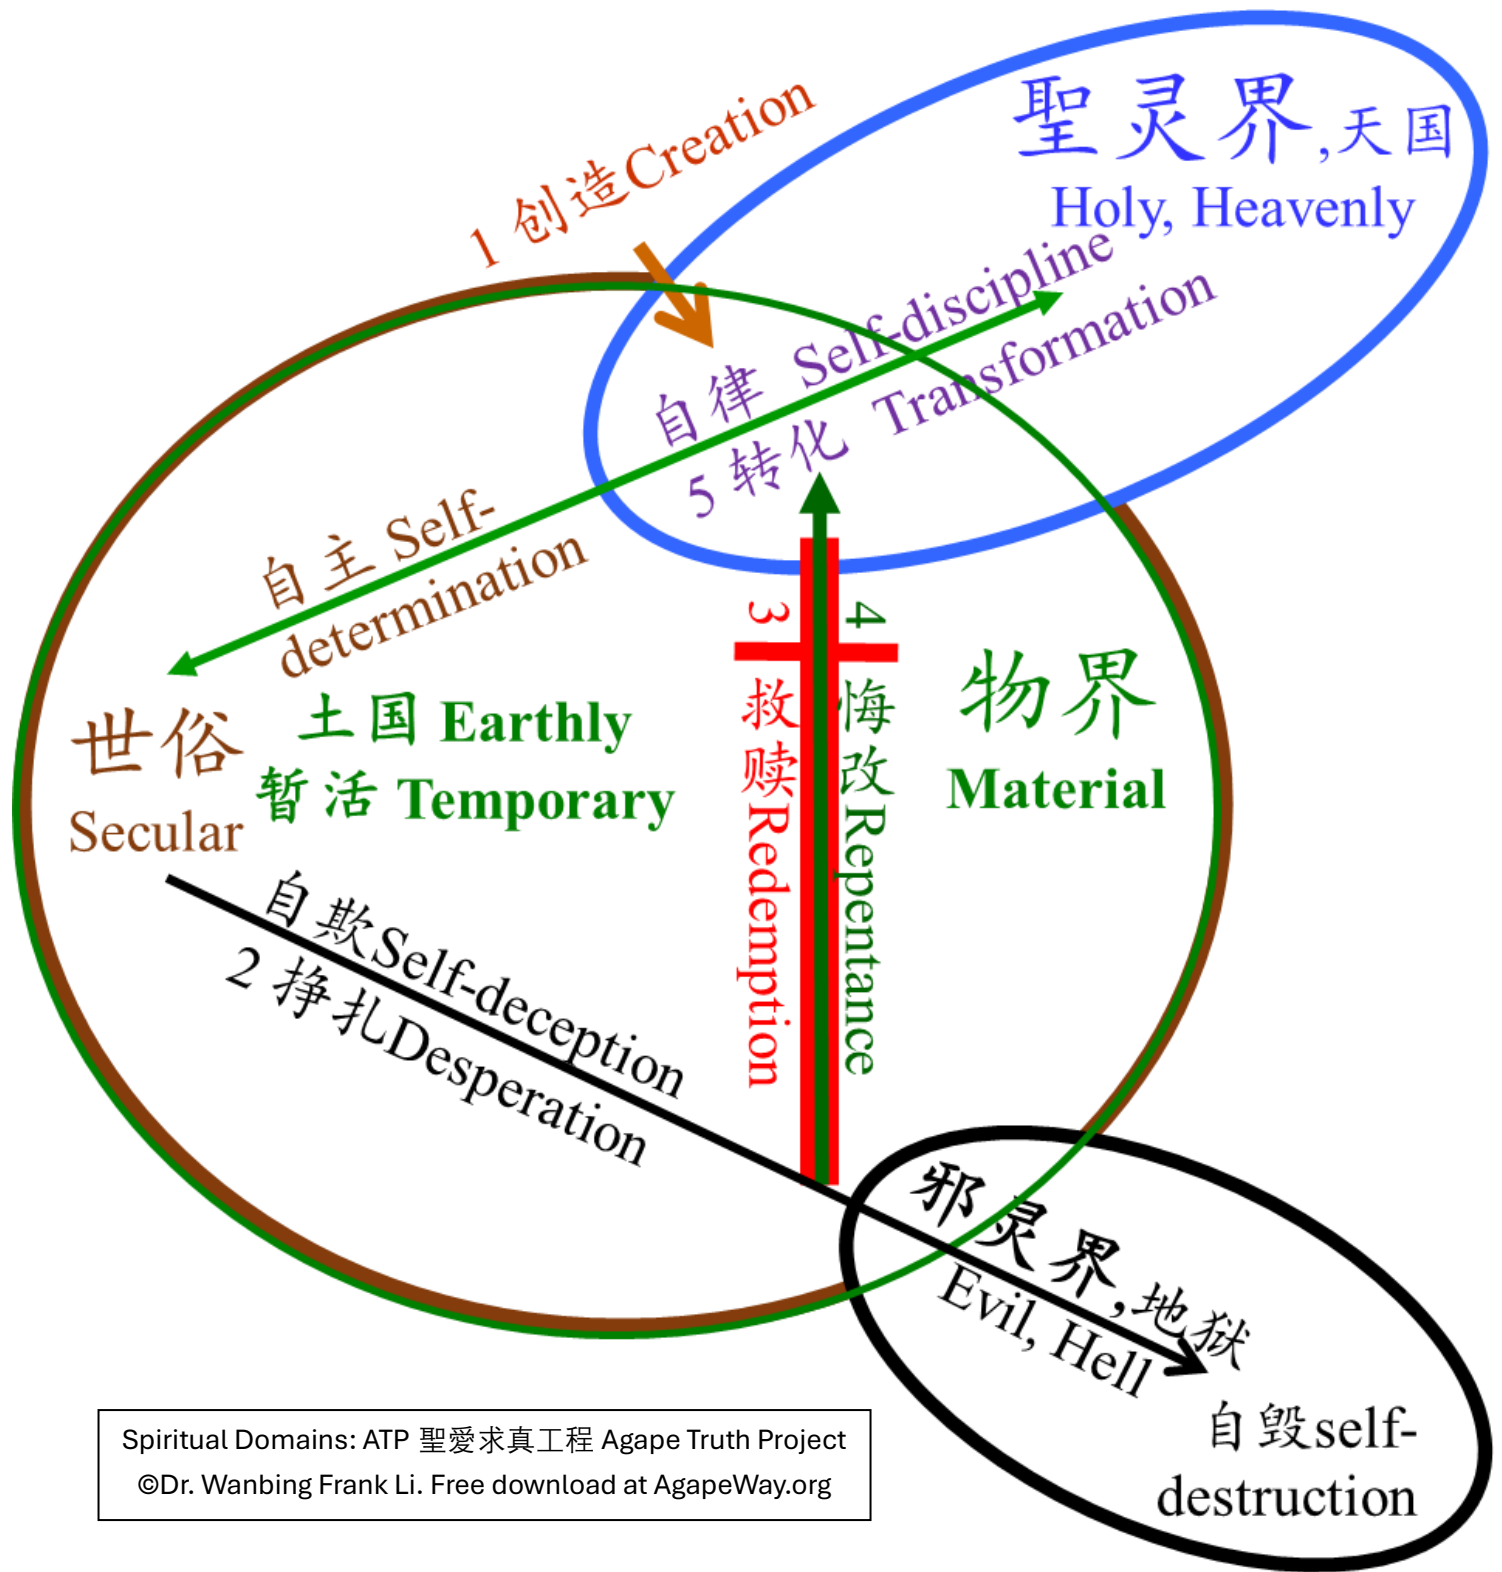 聖灵界,天国
Holy, Heavenly
1 创造Creation
自律 Self-discipline
5 转化 Transformation
自主 Self-
determination
世俗
Secular
土国 Earthly
暂活 Temporary
3 救赎Redemption
4 悔改Repentance
物界
Material
自欺Self-deception
2 挣扎Desperation
邪灵界,地狱
Evil, Hell
自毁self-
destruction
Spiritual Domains: ATP 聖愛求真工程 Agape Truth Project
©Dr. Wanbing Frank Li. Free download at AgapeWay.org